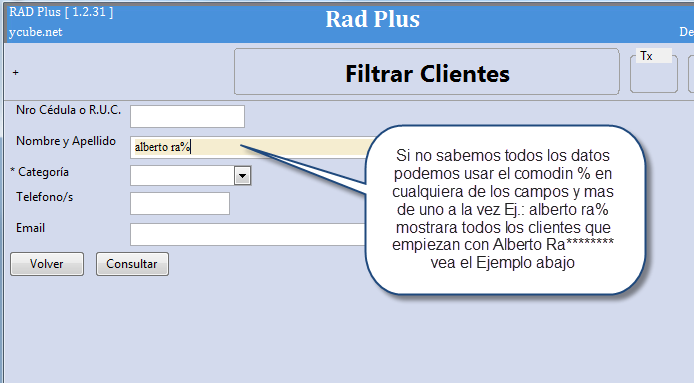 RAD Plus [ 1.2.31 ]
Rad Plus
ycube.net
De
+
Filtrar Clientes
Tx
Nro Cédula o R.U.C.
Nombre y Apellido
alberto ra%
* Categoría
Telefono/s
Email
Volver
Consultar
Si no sabemos todos los datos
podemos usar el comodin % en
cualquiera de los campos y mas
de uno a la vez Ej.: alberto ra%
mostrara todos los clientes que
empiezan con Alberto Ra********
vea el Ejemplo abajo